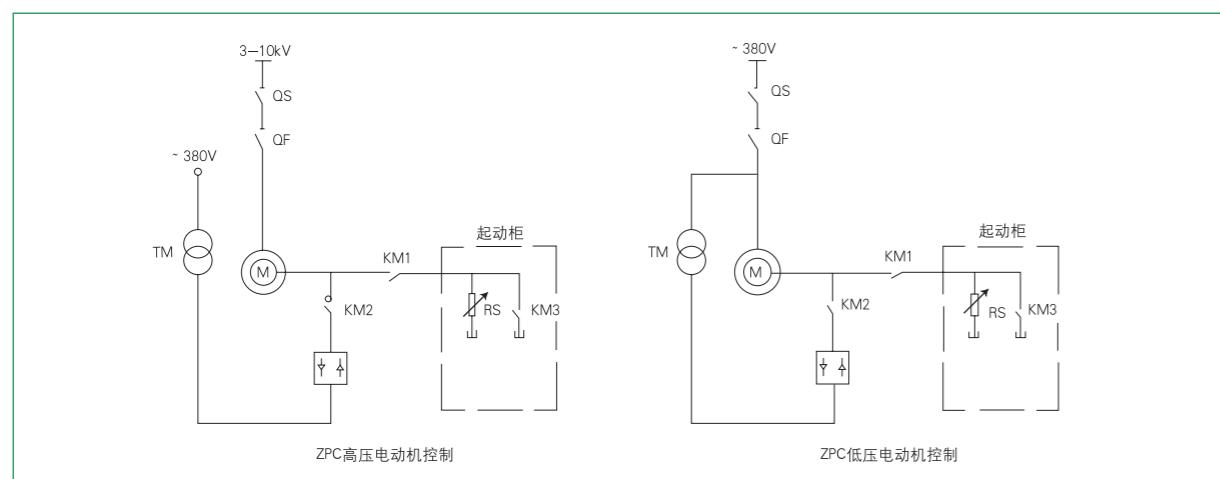 3—10kV
QS
QF
~ 380V
TM
M
KM1
KM2
起动柜
RS
KM3
ZPC高压电动机控制
~ 380V
QS
QF
TM
M
KM1
KM2
起动柜
RS
KM3
ZPC低压电动机控制